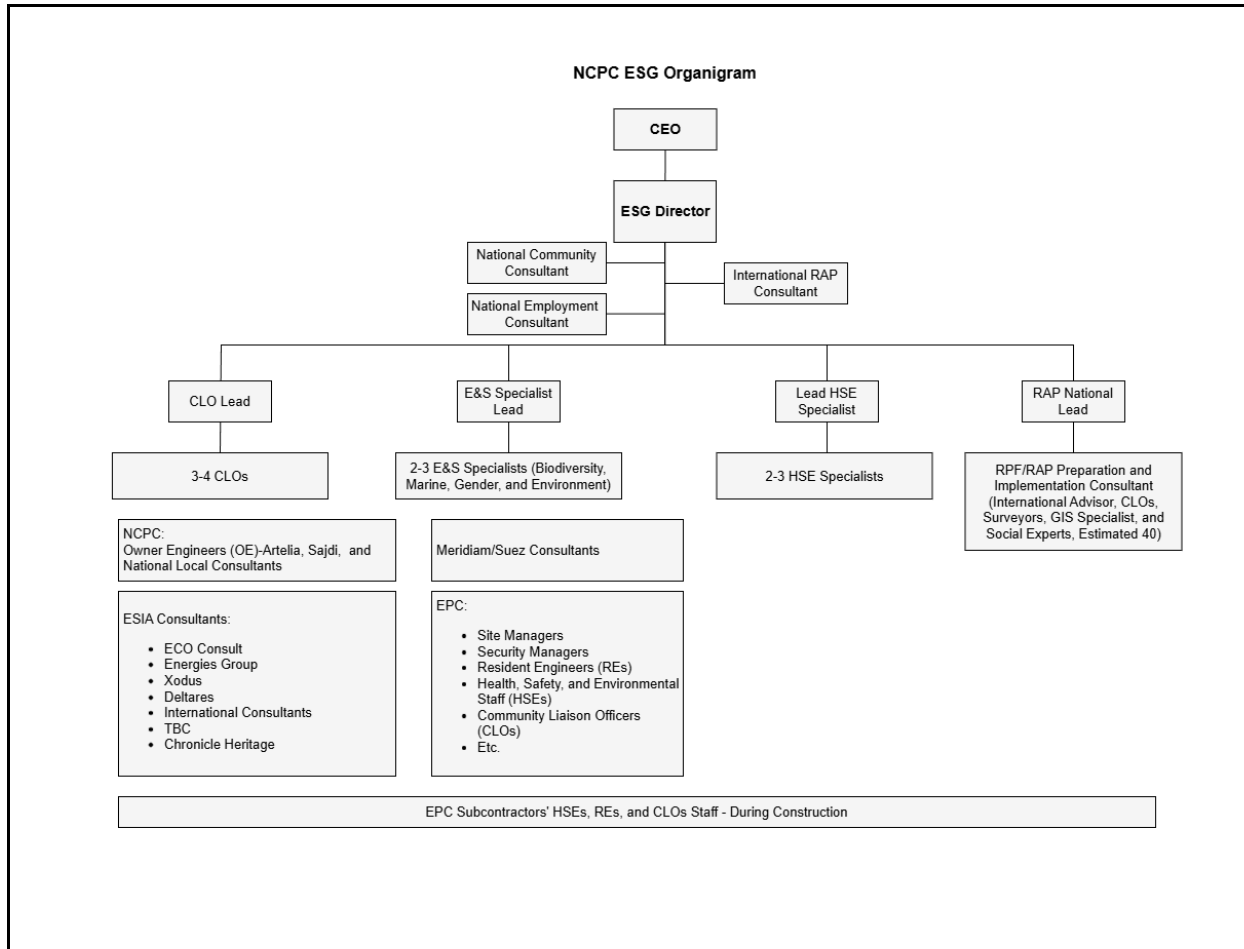 NCPC ESG Organigram
CEO
ESG Director
National Community
Consultant
International RAP
Consultant
National Employment
Consultant
CLO Lead
E&S Specialist
Lead
Lead HSE
Specialist
RAP National
Lead
3-4 CLOs
2-3 E&S Specialists (Biodiversity,
Marine, Gender, and Environment)
2-3 HSE Specialists
RPF/RAP Preparation and
Implementation Consultant
(International Advisor, CLOs,
Surveyors, GIS Specialist, and
Social Experts, Estimated 40)
NCPC:
Owner Engineers (OE)-Artelia, Sajdi, and
National Local Consultants
Meridiam/Suez Consultants
ESIA Consultants:
• ECO Consult
• Energies Group
• Xodus
• Deltares
• International Consultants
• TBC
• Chronicle Heritage
EPC:
• Site Managers
• Security Managers
• Resident Engineers (REs)
• Health, Safety, and Environmental
Staff (HSEs)
• Community Liaison Officers
(CLOs)
• Etc.
EPC Subcontractors' HSEs, REs, and CLOs Staff - During Construction